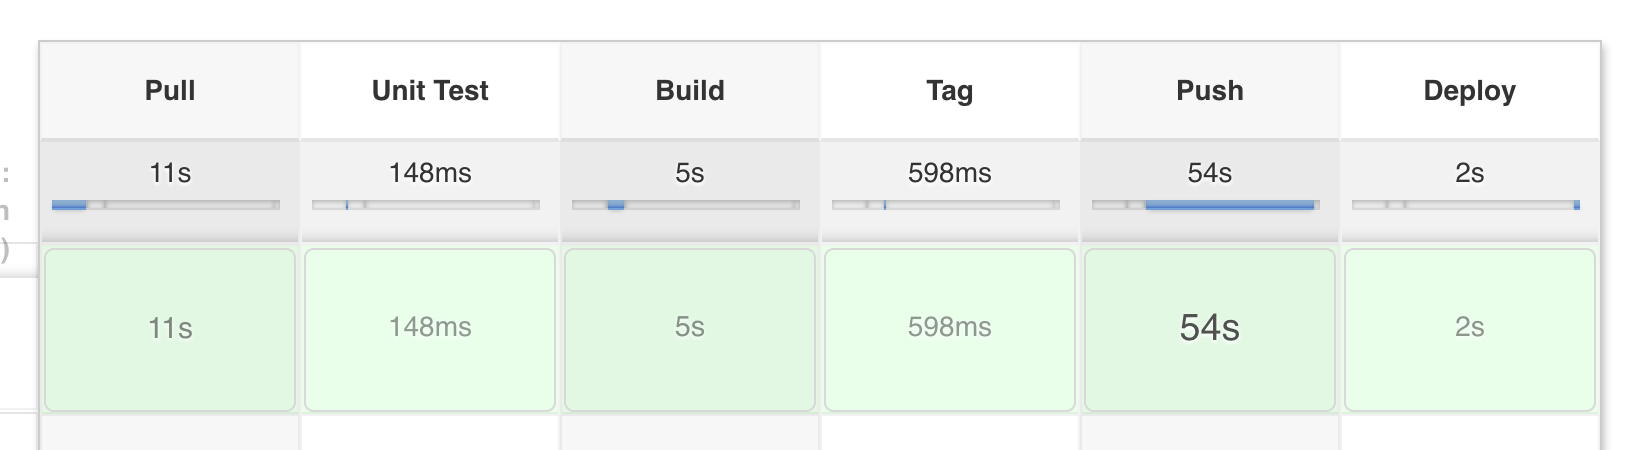 Pull Unit Test Build Tag Push Deploy
11s 148ms 5s 598ms 54s 2s
:
n
)
11s 148ms 5s 598ms 54s 2s